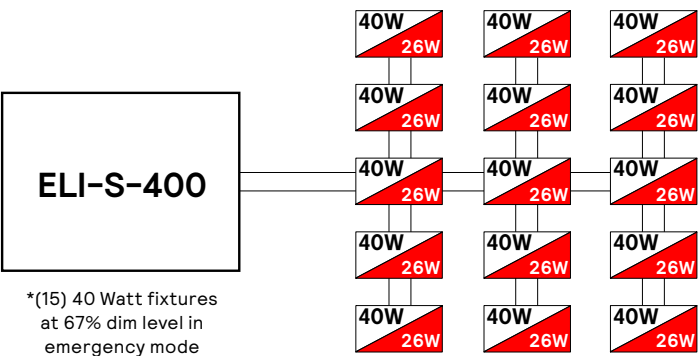 40W 40W 40W
26W 26W 26W
40W 40W 40W
26W 26W 26W
ELI-S-400
40W 40W 40W
26W 26W 26W
40W 40W 40W
26W 26W 26W
*(15) 40 Watt fixtures
at 67% dim level in
emergency mode
40W 40W 40W
26W 26W 26W